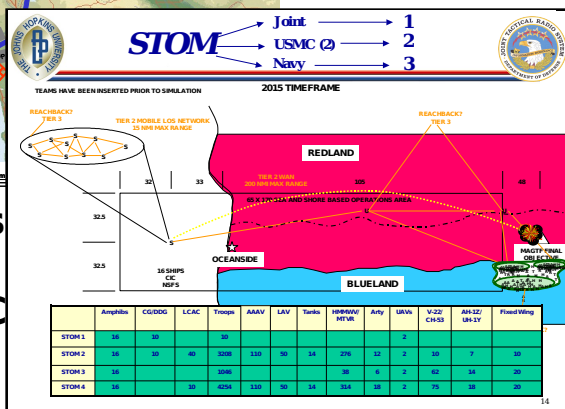 THE JOHNS HOPKINS UNIVERSITY
STOM
Joint 1
USMC (2) 2
Navy 3
JOINT TACTICAL RADIO SYSTEM
DEPARTMENT OF DEFENSE
TEAMS HAVE BEEN INSERTED PRIOR TO SIMULATION
2015 TIMEFRAME
REACHBACK?
TIER 3
TIER 2 MOBILE LOS NETWORK
15 NMI MAX RANGE
REACHBACK?
TIER 3
S S S S S S S S
REDLAND
TIER 2 WAN
200 NMI MAX RANGE
32 33 105 48
AND SHORE BASED OPERATIONS AREA
32.5
S
OCEANSIDE
32.5
16 SHIPS
CIC
NSFS
MAGTF FINAL
OBJECTIVE
BLUELAND
Amphibs CG/DDG LCAC Troops AAAV LAV Tanks HMMWV/MTVR Arty UAVs V-22/CH-53 AH-1Z/UH-1Y Fixed Wing
STOM 1 16 10 10 2
STOM 2 16 10 40 3208 110 50 14 276 12 2 10 7 10
STOM 3 16 1046 38 6 2 62 14 20
STOM 4 16 10 4254 110 50 14 314 18 2 75 18 20
14